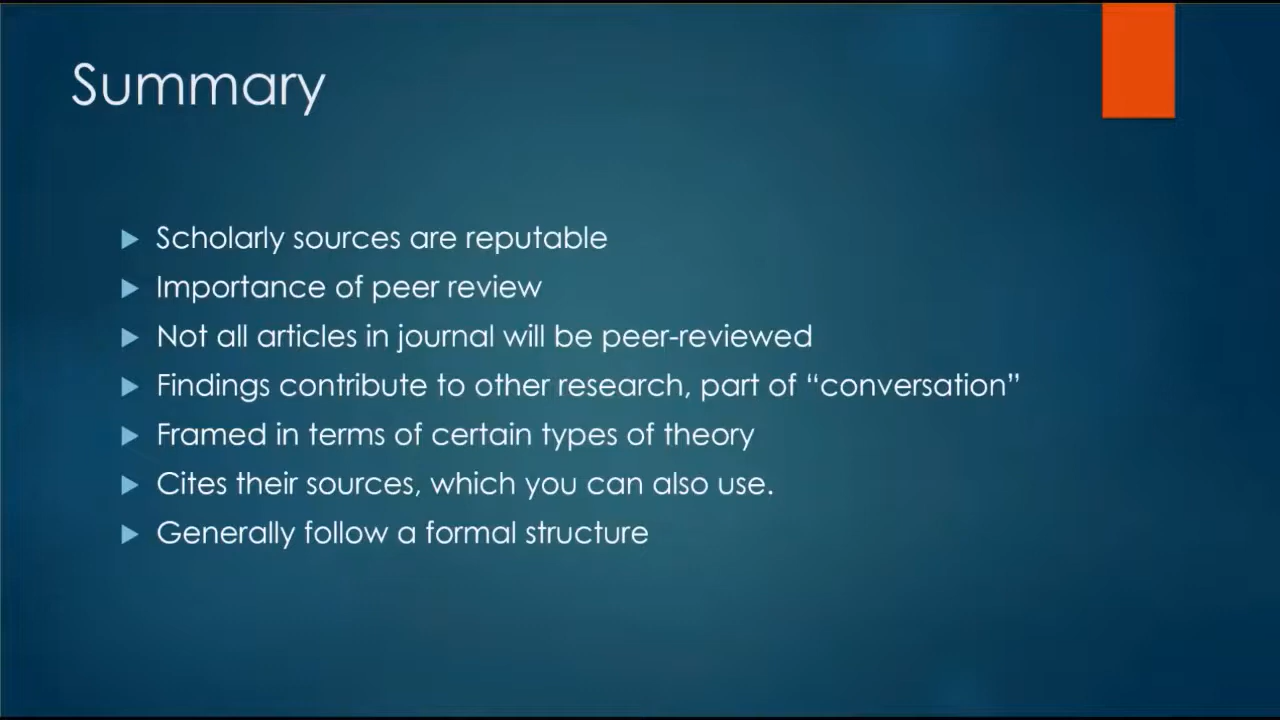 Summary
Scholarly sources are reputable
Importance of peer review
Not all articles in journal will be peer-reviewed
Findings contribute to other research, part of “conversation”
Framed in terms of certain types of theory
Cites their sources, which you can also use.
Generally follow a formal structure